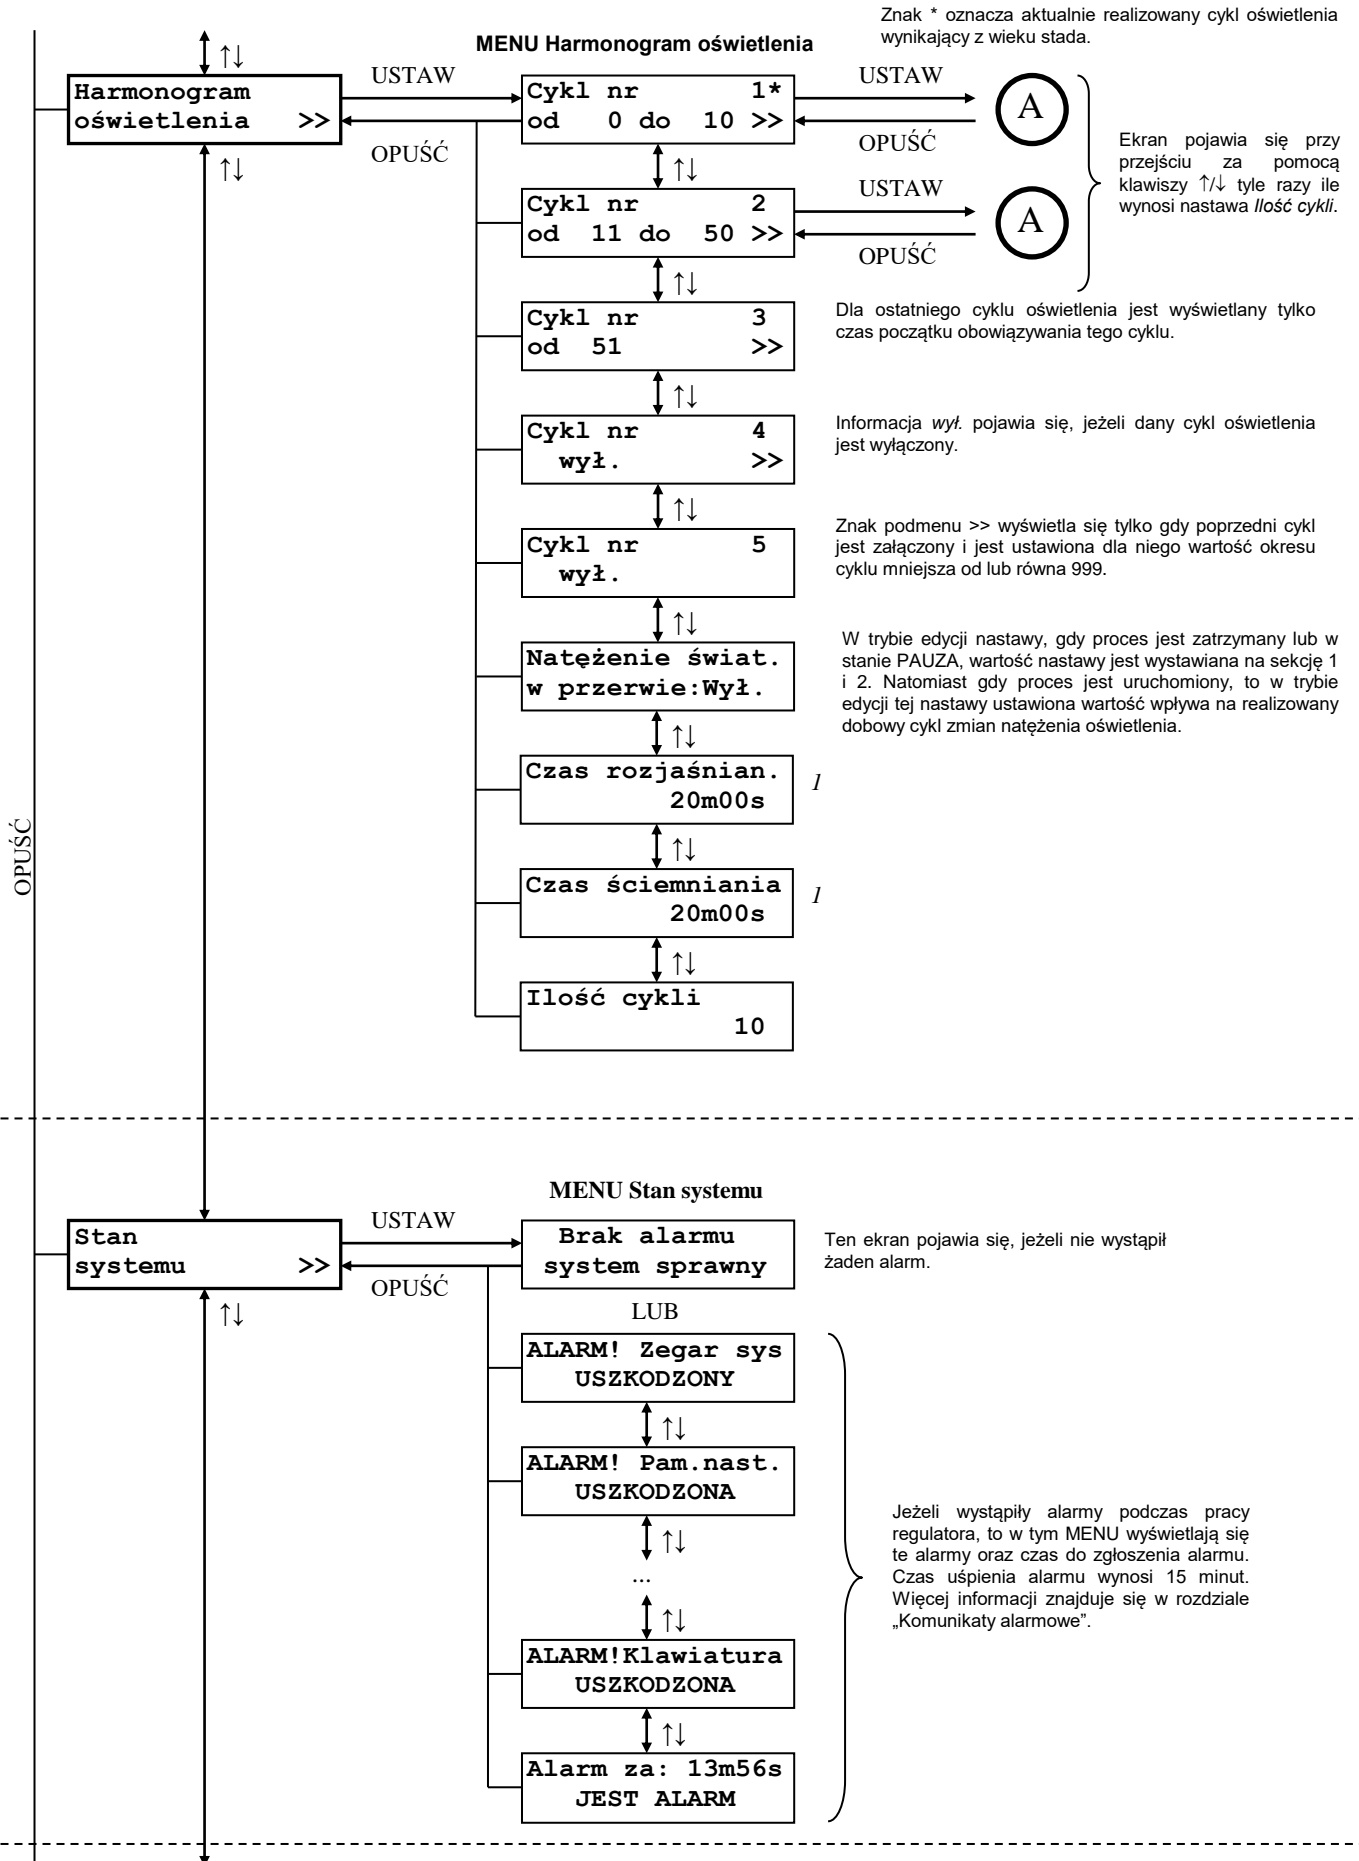 Znak * oznacza aktualnie realizowany cykl oświetlenia
wynikający z wieku stada.
MENU Harmonogram oświetlenia
↑↓
Harmonogram
oświetlenia >>
USTAW
OPUŚĆ
↑↓
Cykl nr 1*
od 0 do 10 >>
USTAW
OPUŚĆ
A
↑↓
Cykl nr 2
od 11 do 50 >>
USTAW
OPUŚĆ
A
Ekran pojawia się przy
przejściu za pomocą
klawiszy ↑/↓ tyle razy ile
wynosi nastawa Ilość cykli.
↑↓
Cykl nr 3
od 51 >>
Dla ostatniego cyklu oświetlenia jest wyświetlany tylko
czas początku obowiązywania tego cyklu.
↑↓
Cykl nr 4
wył. >>
Informacja wył. pojawia się, jeżeli dany cykl oświetlenia
jest wyłączony.
↑↓
Cykl nr 5
wył.
Znak podmenu >> wyświetla się tylko gdy poprzedni cykl
jest załączony i jest ustawiona dla niego wartość okresu
cyklu mniejsza od lub równa 999.
↑↓
Natężenie świat.
w przerwie:Wył.
W trybie edycji nastawy, gdy proces jest zatrzymany lub w
stanie PAUZA, wartość nastawy jest wystawiana na sekcję 1
i 2. Natomiast gdy proces jest uruchomiony, to w trybie
edycji tej nastawy ustawiona wartość wpływa na realizowany
dobowy cykl zmian natężenia oświetlenia.
↑↓
Czas rozjaśnian.
20m00s
1
↑↓
Czas ściemniania
20m00s
1
↑↓
Ilość cykli
10
OPUŚĆ
MENU Stan systemu
Stan
systemu >>
USTAW
OPUŚĆ
↑↓
Brak alarmu
system sprawny
Ten ekran pojawia się, jeżeli nie wystąpił
żaden alarm.
LUB
ALARM! Zegar sys
USZKODZONY
↑↓
ALARM! Pam.nast.
USZKODZONA
↑↓
...
↑↓
ALARM!Klawiatura
USZKODZONA
↑↓
Alarm za: 13m56s
JEST ALARM
Jeżeli wystąpiły alarmy podczas pracy
regulatora, to w tym MENU wyświetlają się
te alarmy oraz czas do zgłoszenia alarmu.
Czas uśpienia alarmu wynosi 15 minut.
Więcej informacji znajduje się w rozdziale
„Komunikaty alarmowe”.